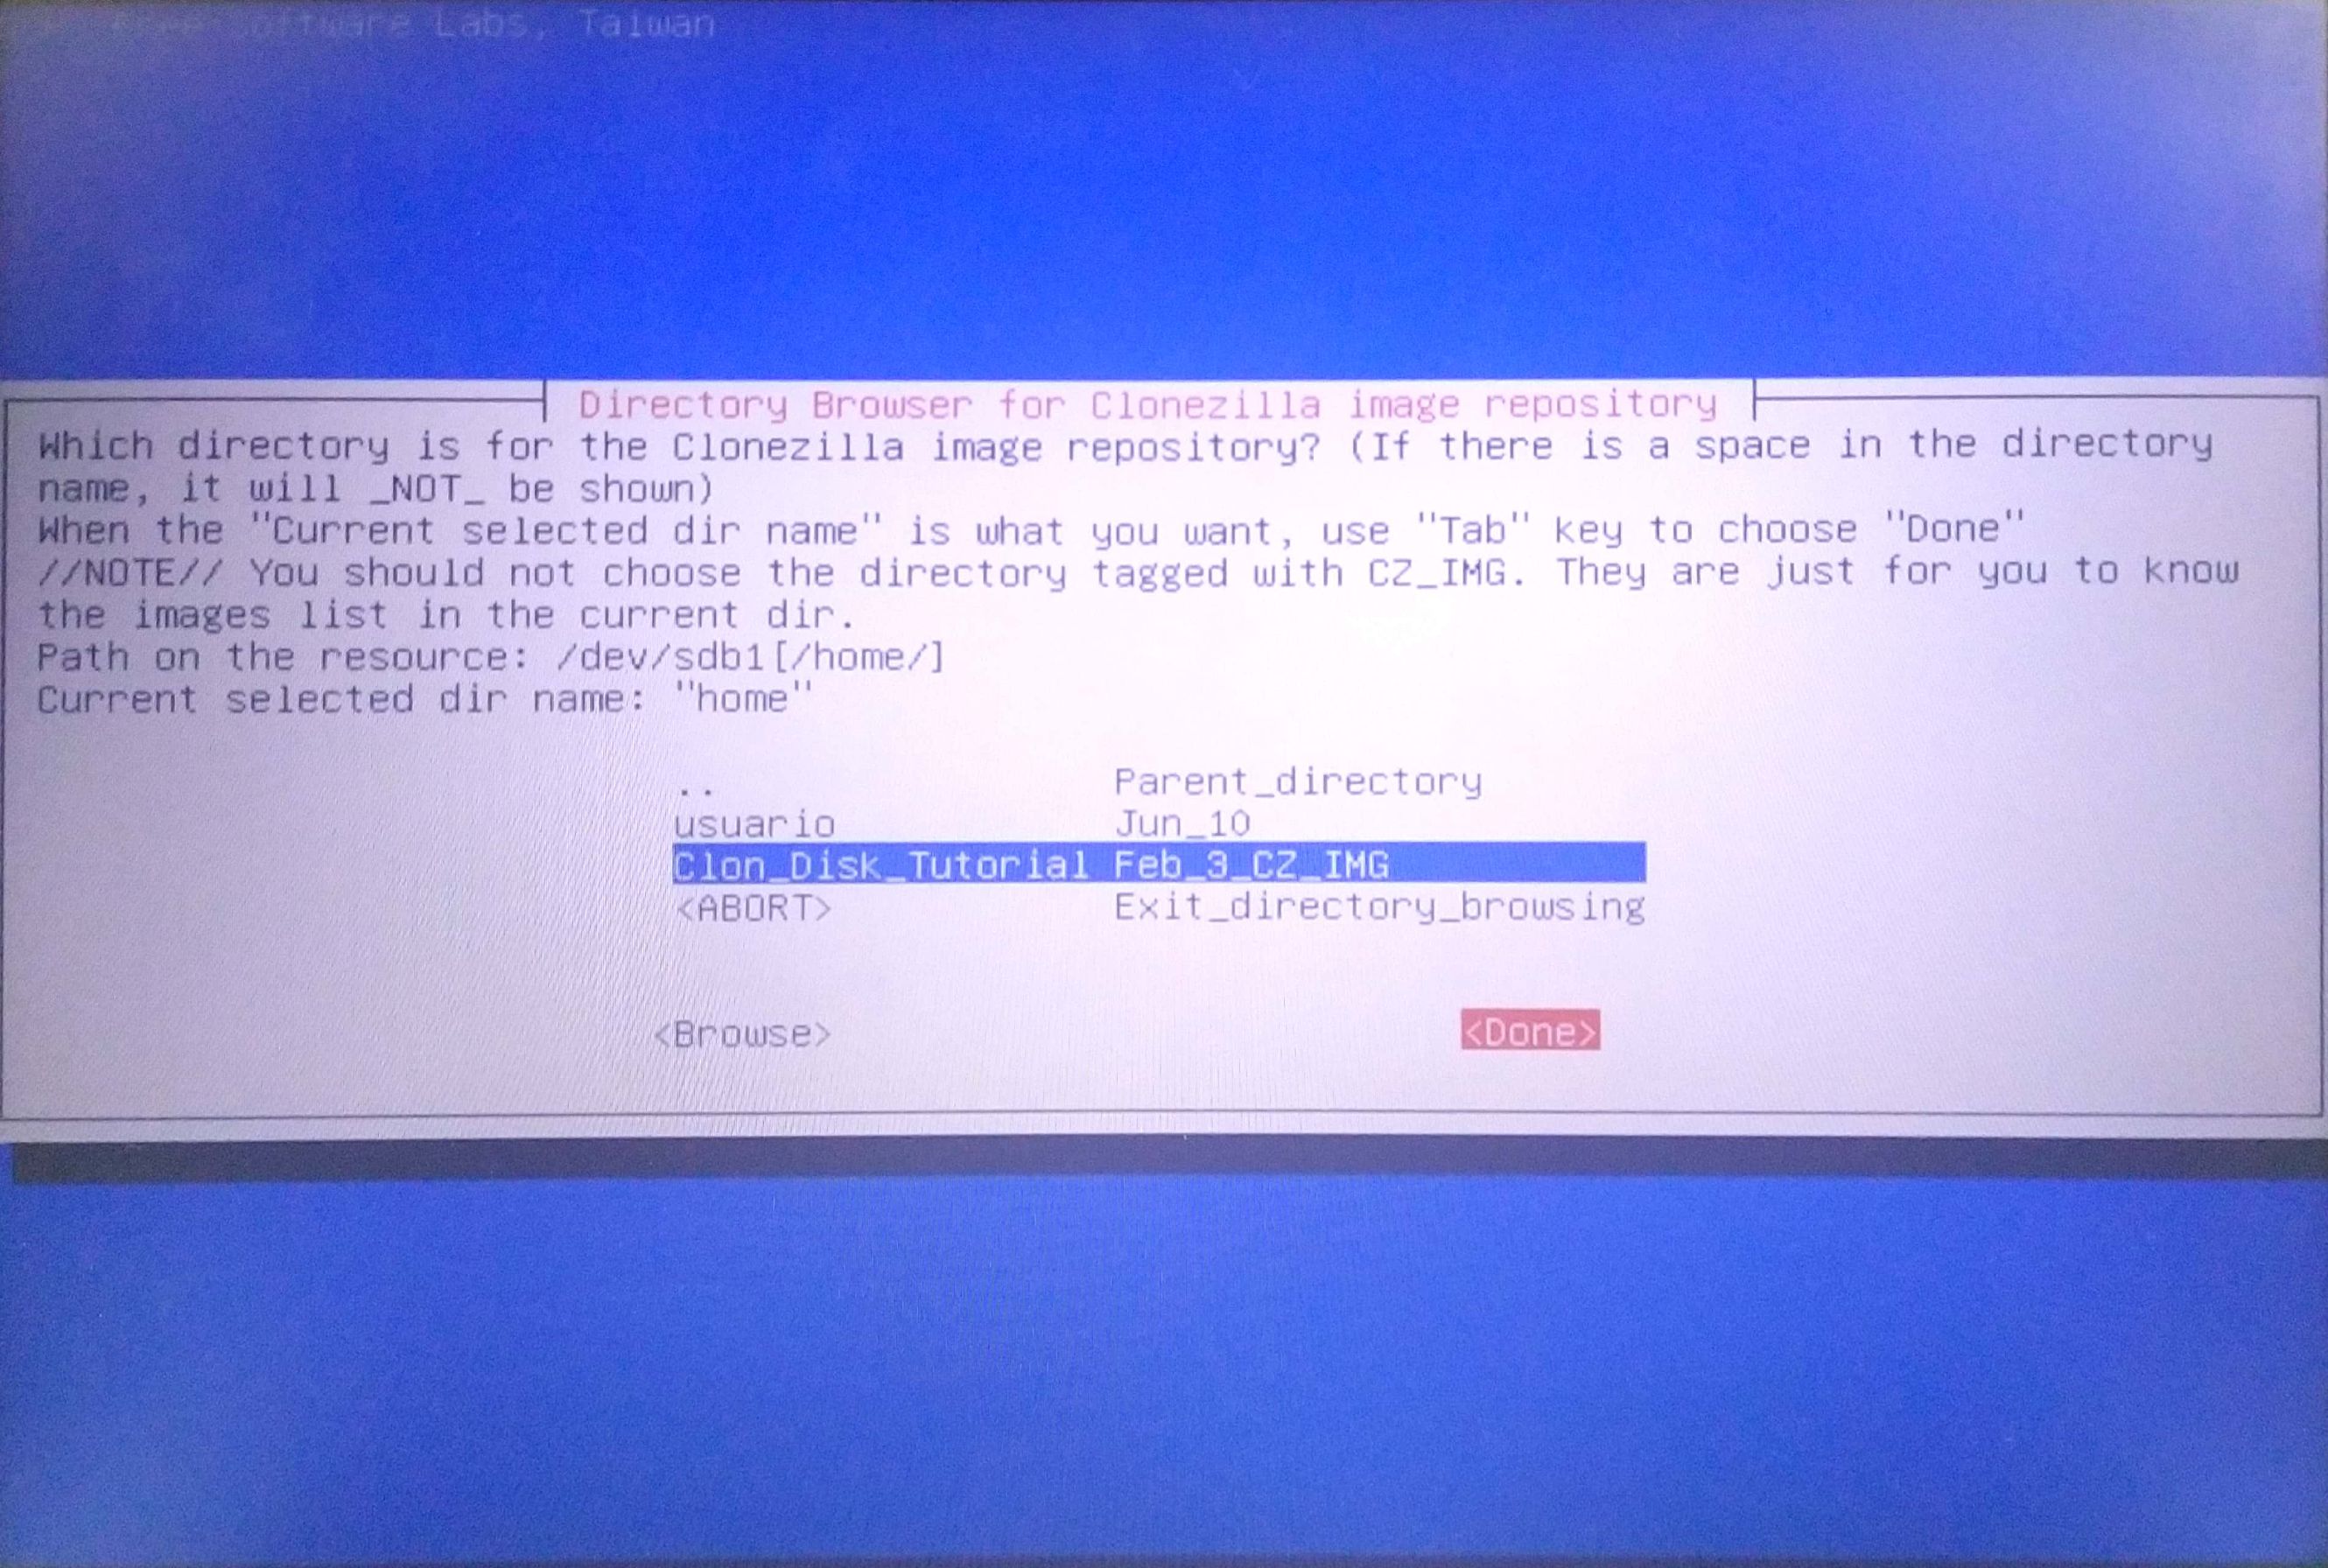 Free Software Labs, Taiwan
Directory Browser for Clonezilla image repository
Which directory is for the Clonezilla image repository? (If there is a space in the directory
name, it will _NOT_ be shown)
When the "Current selected dir name" is what you want, use "Tab" key to choose "Done"
//NOTE// You should not choose the directory tagged with CZ_IMG. They are just for you to know
the images list in the current dir.
Path on the resource: /dev/sdb1[/home/]
Current selected dir name: "home"
.. Parent_directory
usuario Jun_10
Clon_Disk_Tutorial Feb_3_CZ_IMG
<ABORT> Exit_directory_browsing
<Browse> <Done>